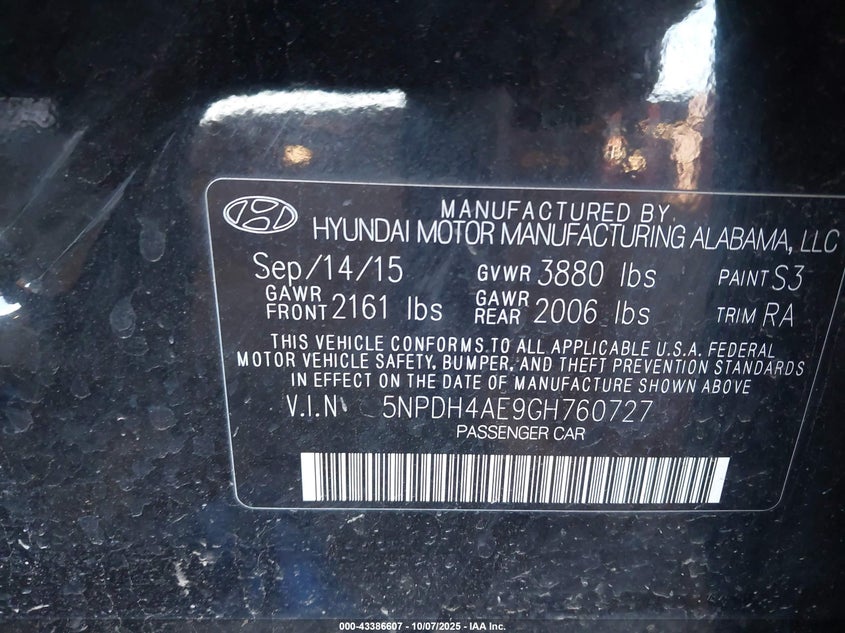 MANUFACTURED BY
HYUNDAI MOTOR MANUFACTURING ALABAMA, LLC
Sep/14/15 GVWR 3880 lbs PAINT S3
GAWR FRONT 2161 lbs GAWR REAR 2006 lbs TRIM RA
THIS VEHICLE CONFORMS TO ALL APPLICABLE U.S.A. FEDERAL
MOTOR VEHICLE SAFETY, BUMPER, AND THEFT PREVENTION STANDARDS
IN EFFECT ON THE DATE OF MANUFACTURE SHOWN ABOVE
V.I.N 5NPDH4AE9GH760727
PASSENGER CAR
000-43386607 - 10/07/2025 - IAA Inc.